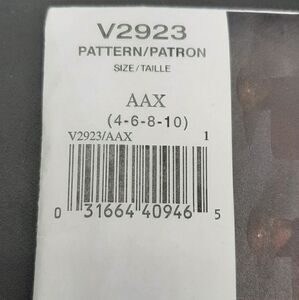 V2923
PATTERN/PATRON
SIZE/TAILLE
AAX
(4-6-8-10)
V2923/AAX 1
0 31664 40946 5